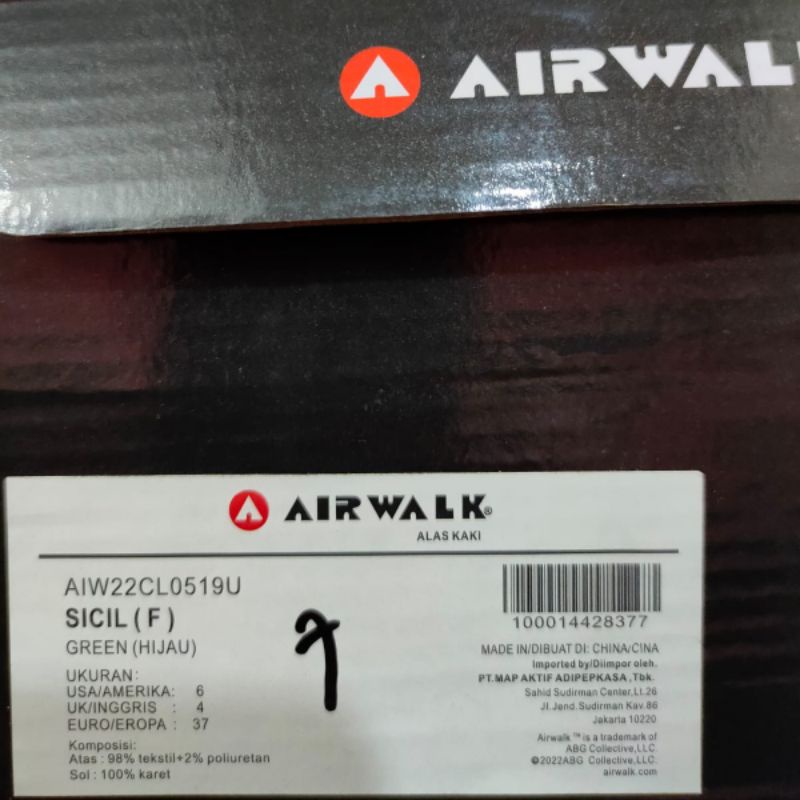 AIRWAL
AIRWALK®
ALAS KAKI
AIW22CL0519U
SICIL ( F )
GREEN (HIJAU)
UKURAN:
USA/AMERIKA: 6
UK/INGGRIS : 4
EURO/EROPA : 37
Komposisi:
Atas : 98% tekstil+2% poliuretan
Sol : 100% karet
100014428377
MADE IN/DIBUAT DI: CHINA/CINA
Imported by/Diimpor oleh.
PT.MAP AKTIF ADIPEPKASA, Tbk.
Sahid Sudirman Center,Lt.26
Jl.Jend.Sudirman Kav.86
Jakarta 10220
Airwalk ™ is a trademark of
ABG Collective,LLC.
©2022ABG Collective,LLC.
airwalk.com